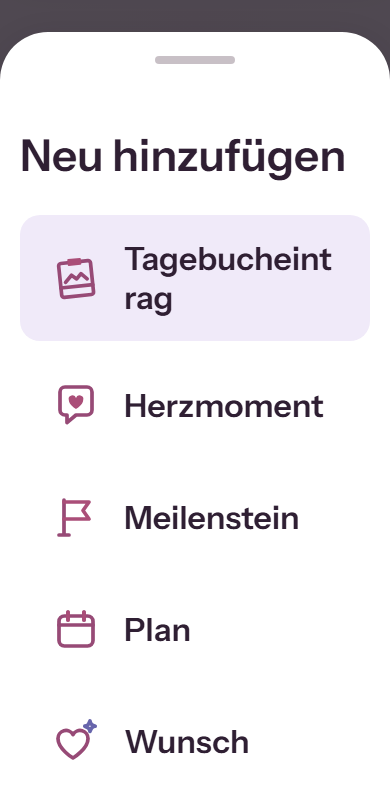 Neu hinzufügen
Tagebucheint
rag
Herzmoment
Meilenstein
Plan
Wunsch